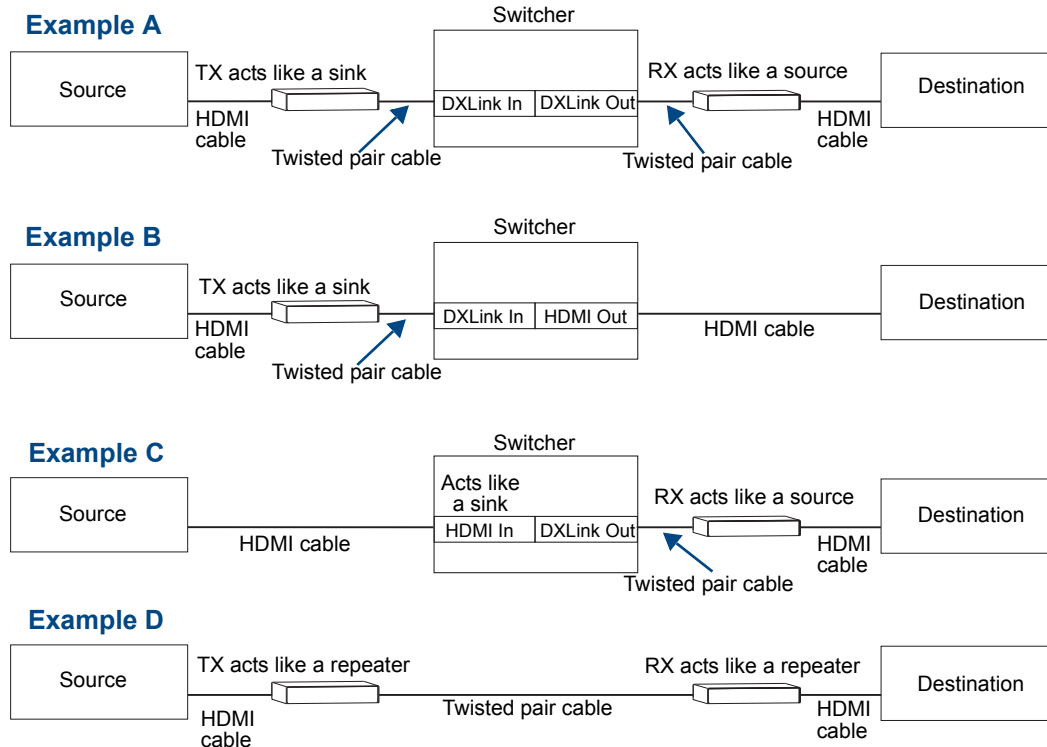 Example A
Switcher
Source
TX acts like a sink
DXLink In
DXLink Out
RX acts like a source
Destination
HDMI
cable
Twisted pair cable
Twisted pair cable
HDMI
cable
Example B
Switcher
Source
TX acts like a sink
DXLink In
HDMI Out
Destination
HDMI
cable
Twisted pair cable
HDMI cable
Example C
Switcher
Source
Acts like
a sink
HDMI In
DXLink Out
RX acts like a source
Destination
HDMI cable
Twisted pair cable
HDMI
cable
Example D
Source
TX acts like a repeater
RX acts like a repeater
Destination
HDMI
cable
Twisted pair cable
HDMI
cable